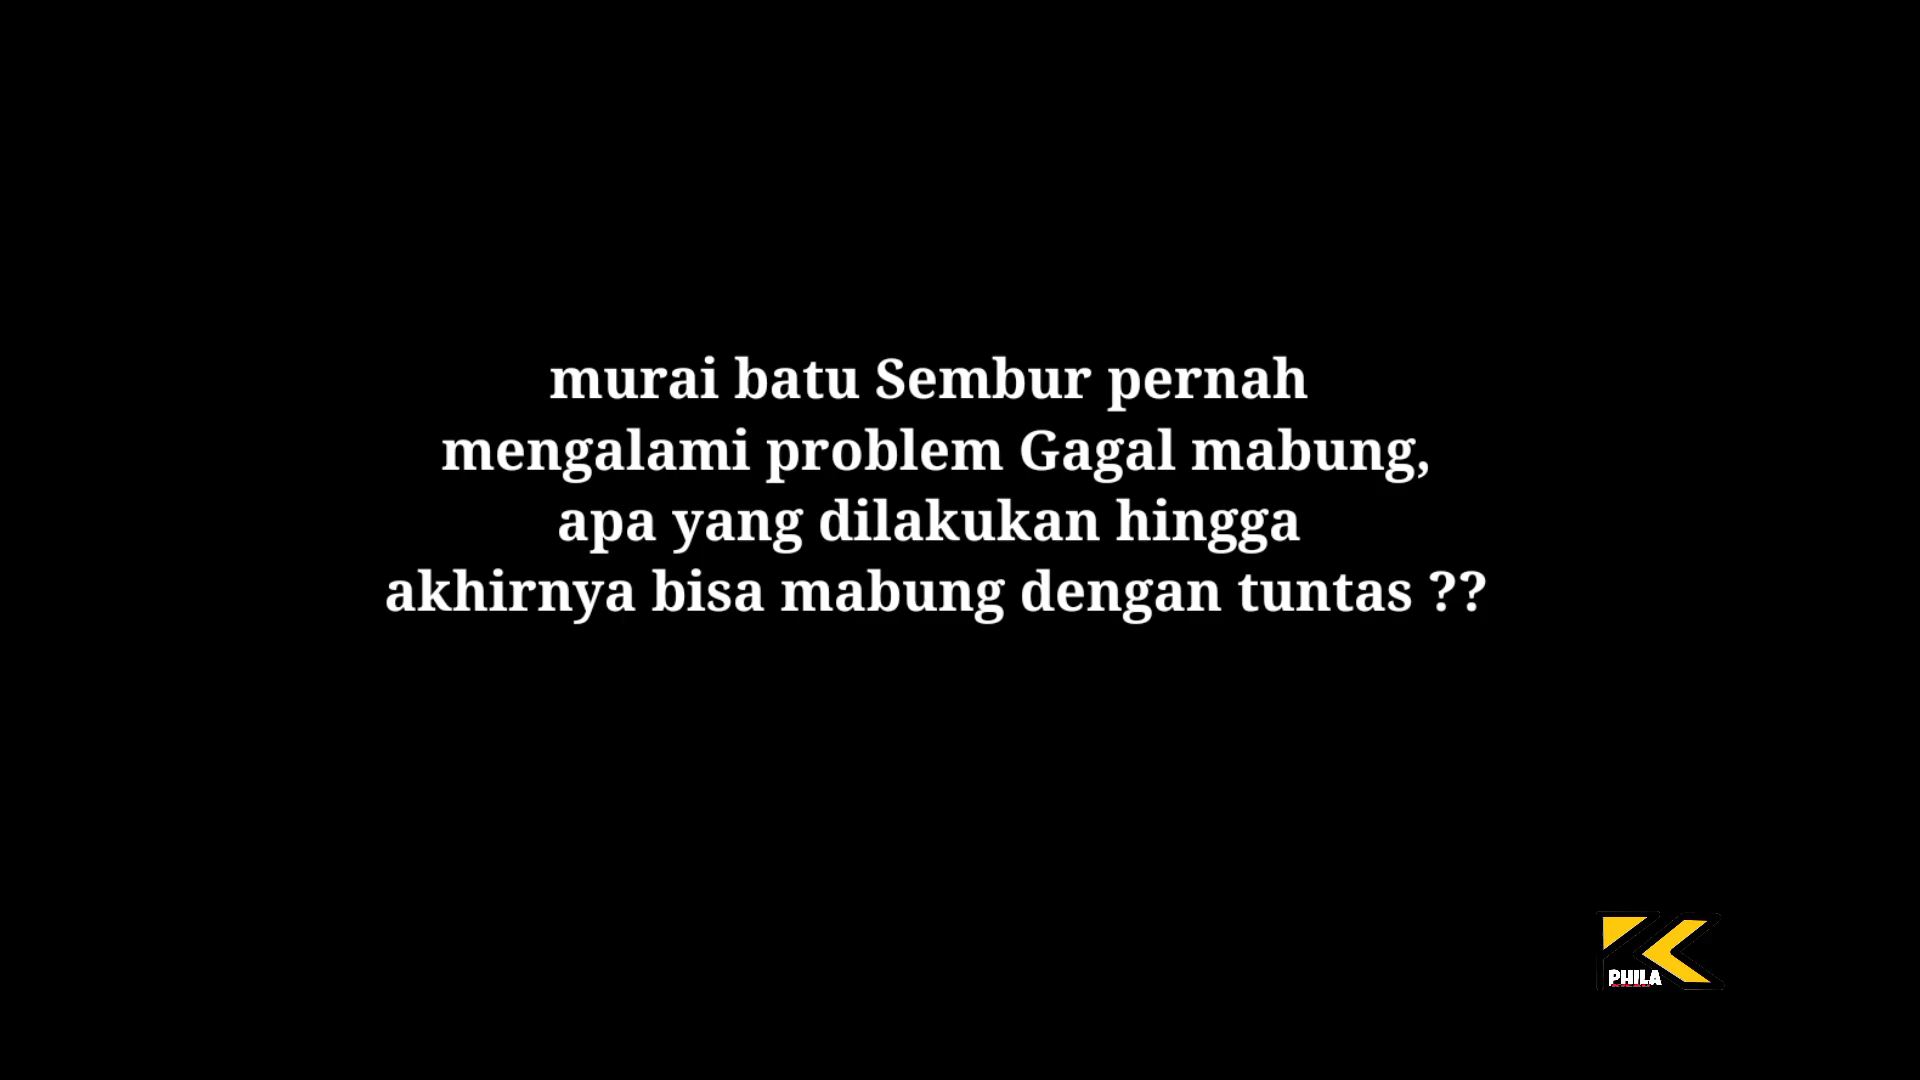 murai batu Sembur pernah
mengalami problem Gagal mabung,
apa yang dilakukan hingga
akhirnya bisa mabung dengan tuntas ??
PHILA